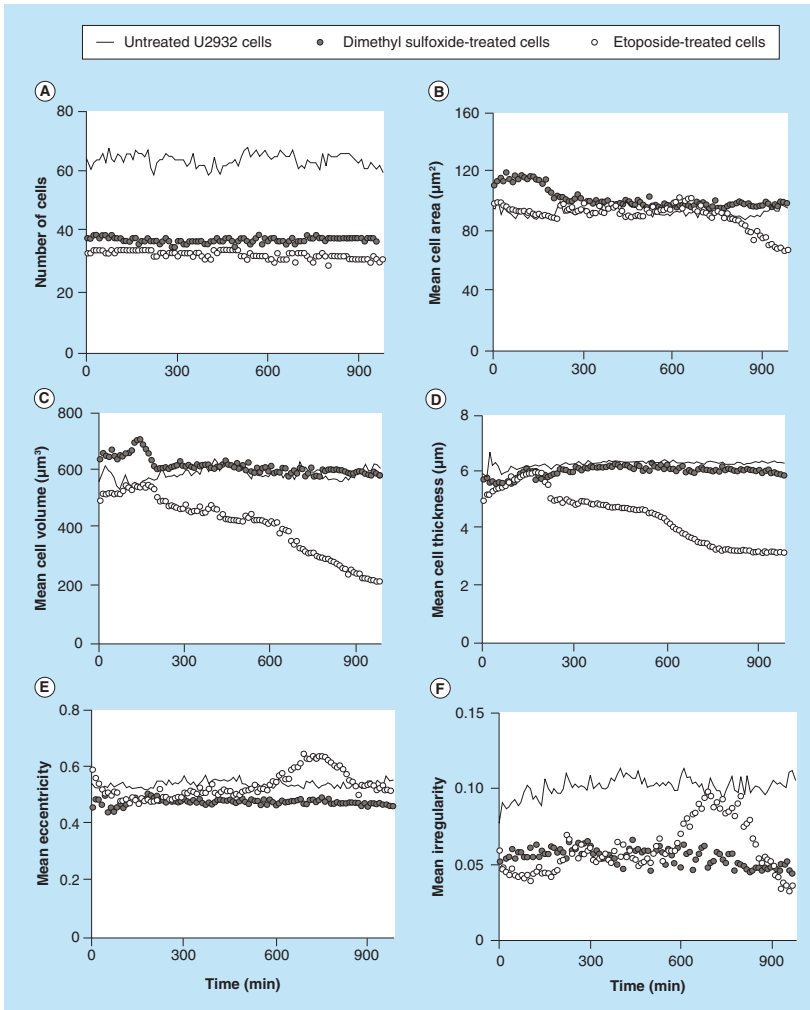 Untreated U2932 cells Dimethyl sulfoxide-treated cells Etoposide-treated cells
A
80
60
40
20
0
Number of cells
0 300 600 900
B
160
120
80
40
0
Mean cell area (µm²)
0 300 600 900
C
800
600
400
200
0
Mean cell volume (µm³)
0 300 600 900
D
8
6
4
2
0
Mean cell thickness (µm)
0 300 600 900
E
0.8
0.6
0.4
0.2
0
Mean eccentricity
0 300 600 900
Time (min)
F
0.15
0.10
0.05
0
Mean irregularity
0 300 600 900
Time (min)